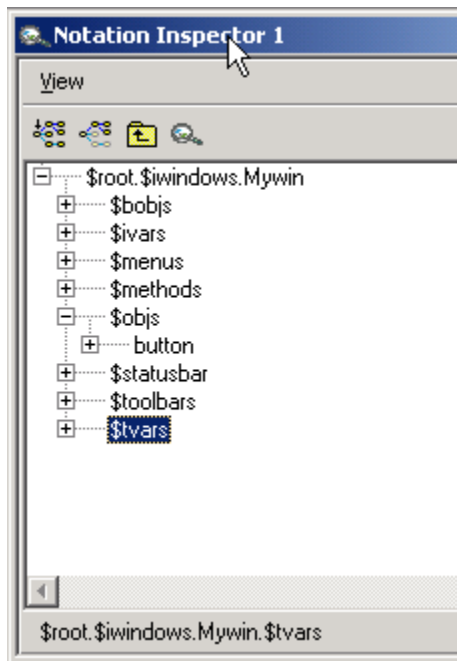 Notation Inspector 1
View
$root.$iwindows.Mywin
$bobjs
$ivars
$menus
$methods
$objs
button
$statusbar
$toolbars
$tvars
$root.$iwindows.Mywin.$tvars